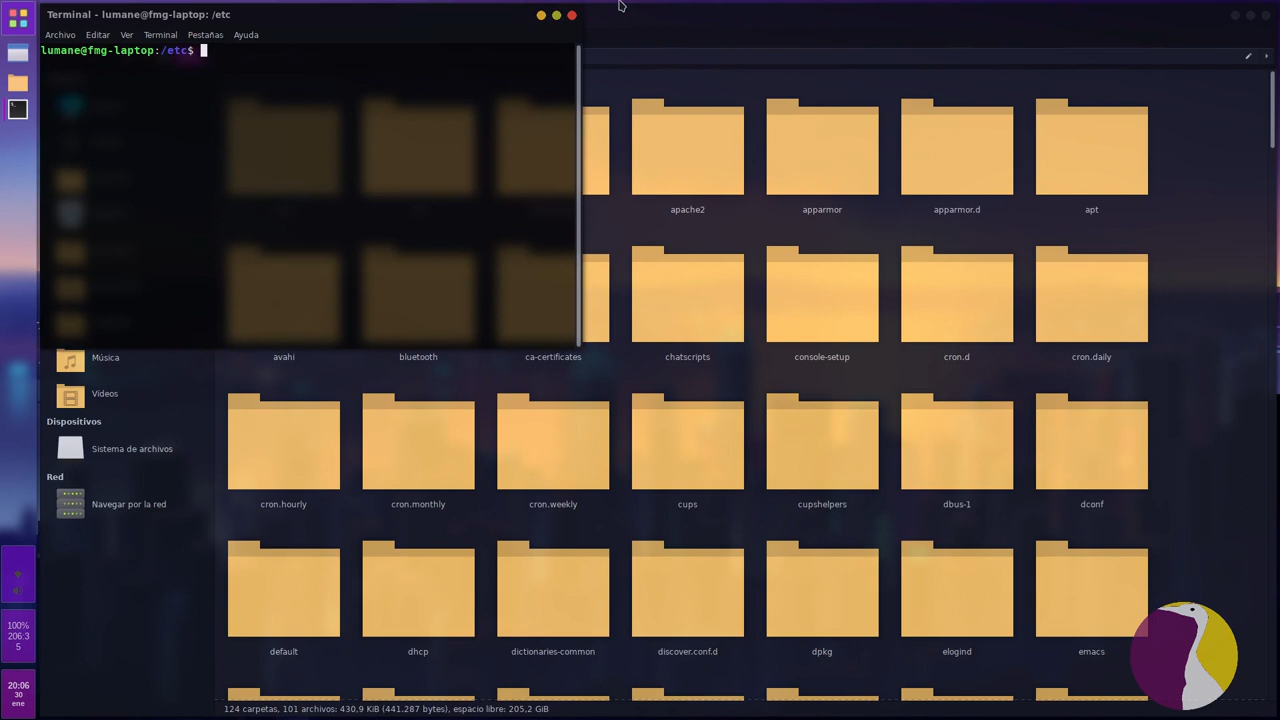 Terminal - lumane@fmg-laptop: /etc
Archivo Editar Ver Terminal Pestañas Ayuda
lumane@fmg-laptop:/etc$
apache2 apparmor apparmor.d apt
avahi bluetooth ca-certificates chatscripts console-setup cron.d cron.daily
Música
Vídeos
Dispositivos
Sistema de archivos
Red
Navegar por la red
cron.hourly cron.monthly cron.weekly cups cupshelpers dbus-1 dconf
default dhcp dictionaries-common discover.conf.d dpkg elogind emacs
124 carpetas, 101 archivos: 430,9 KiB (441.287 bytes), espacio libre: 205,2 GiB
100%
206:3
5
20:06
30
ene